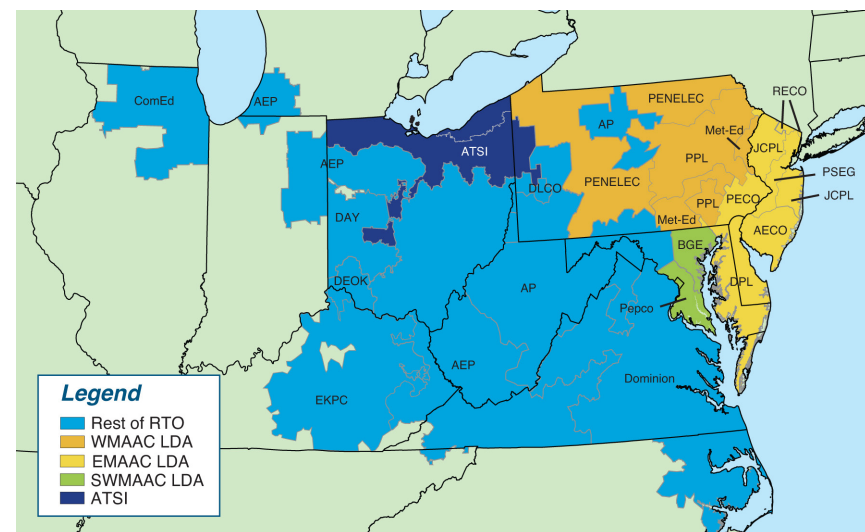 RECO
ComEd
AEP
PENELEC
AP
Met-Ed
JCPL
ATSI
AEP
PPL
PSEG
PENELEC
DLCO
PPL
PECO
JCPL
DAY
Met-Ed
AECO
BGE
DEOK
DPL
AP
Pepco
AEP
Dominion
EKPC
Legend
Rest of RTO
WMAAC LDA
EMAAC LDA
SWMAAC LDA
ATSI